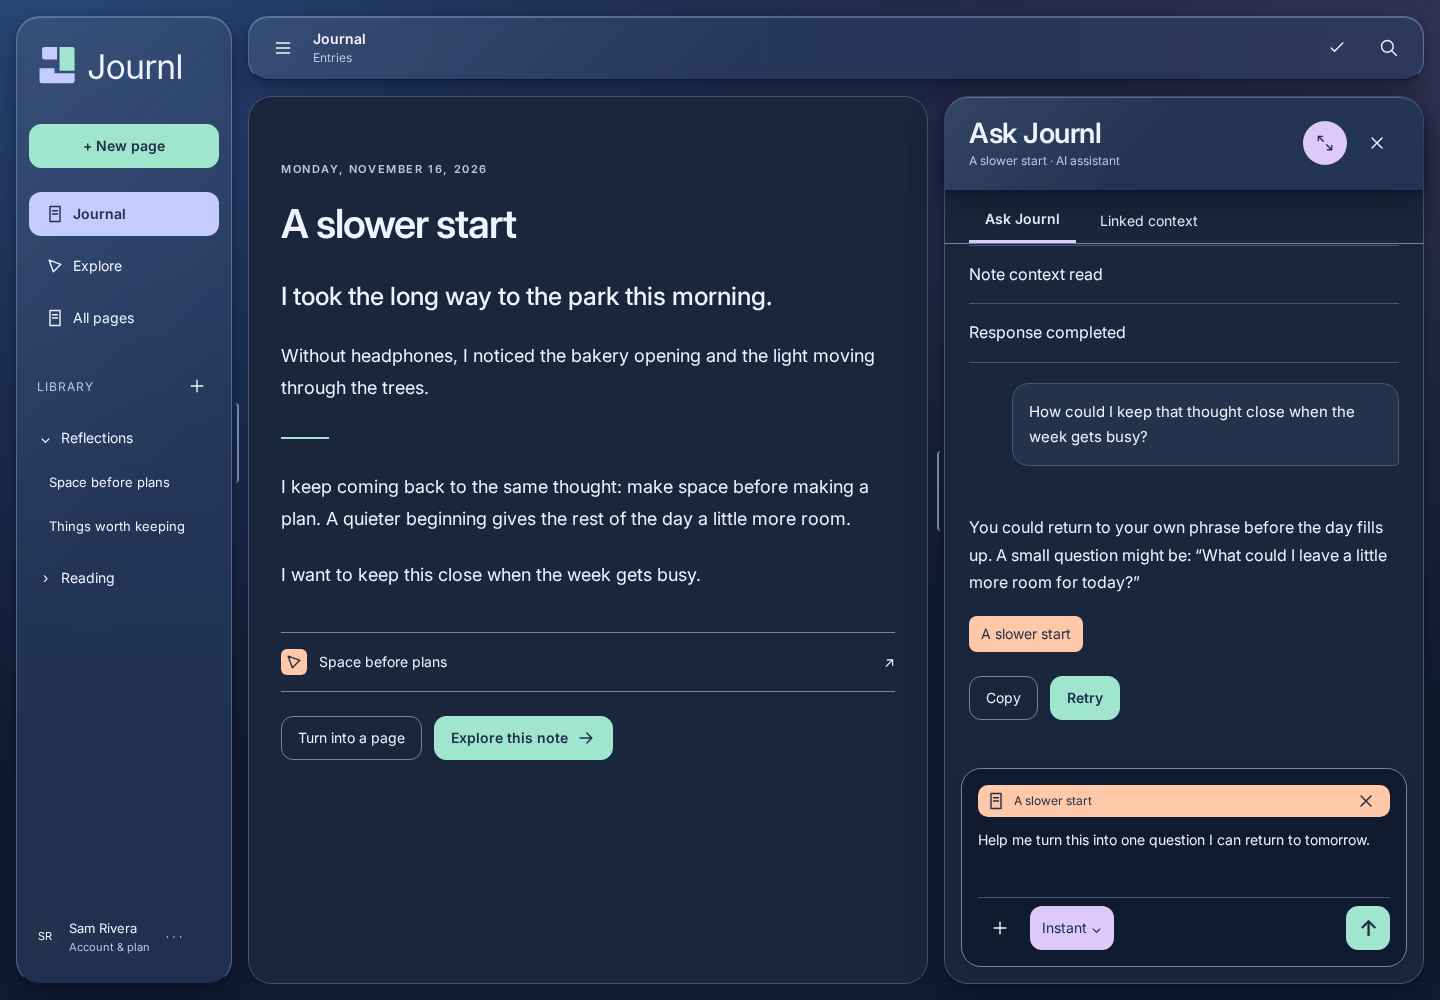 Journl
+ New page
Journal
Explore
All pages
LIBRARY
Reflections
Space before plans
Things worth keeping
Reading
SR
Sam Rivera
Account & plan
Journal
Entries
MONDAY, NOVEMBER 16, 2026
A slower start
I took the long way to the park this morning.
Without headphones, I noticed the bakery opening and the light moving
through the trees.
I keep coming back to the same thought: make space before making a
plan. A quieter beginning gives the rest of the day a little more room.
I want to keep this close when the week gets busy.
Space before plans
Turn into a page
Explore this note
Ask Journl
A slower start · AI assistant
Ask Journl
Linked context
Note context read
Response completed
How could I keep that thought close when the
week gets busy?
You could return to your own phrase before the day fills
up. A small question might be: “What could I leave a little
more room for today?”
A slower start
Copy
Retry
A slower start
Help me turn this into one question I can return to tomorrow.
Instant